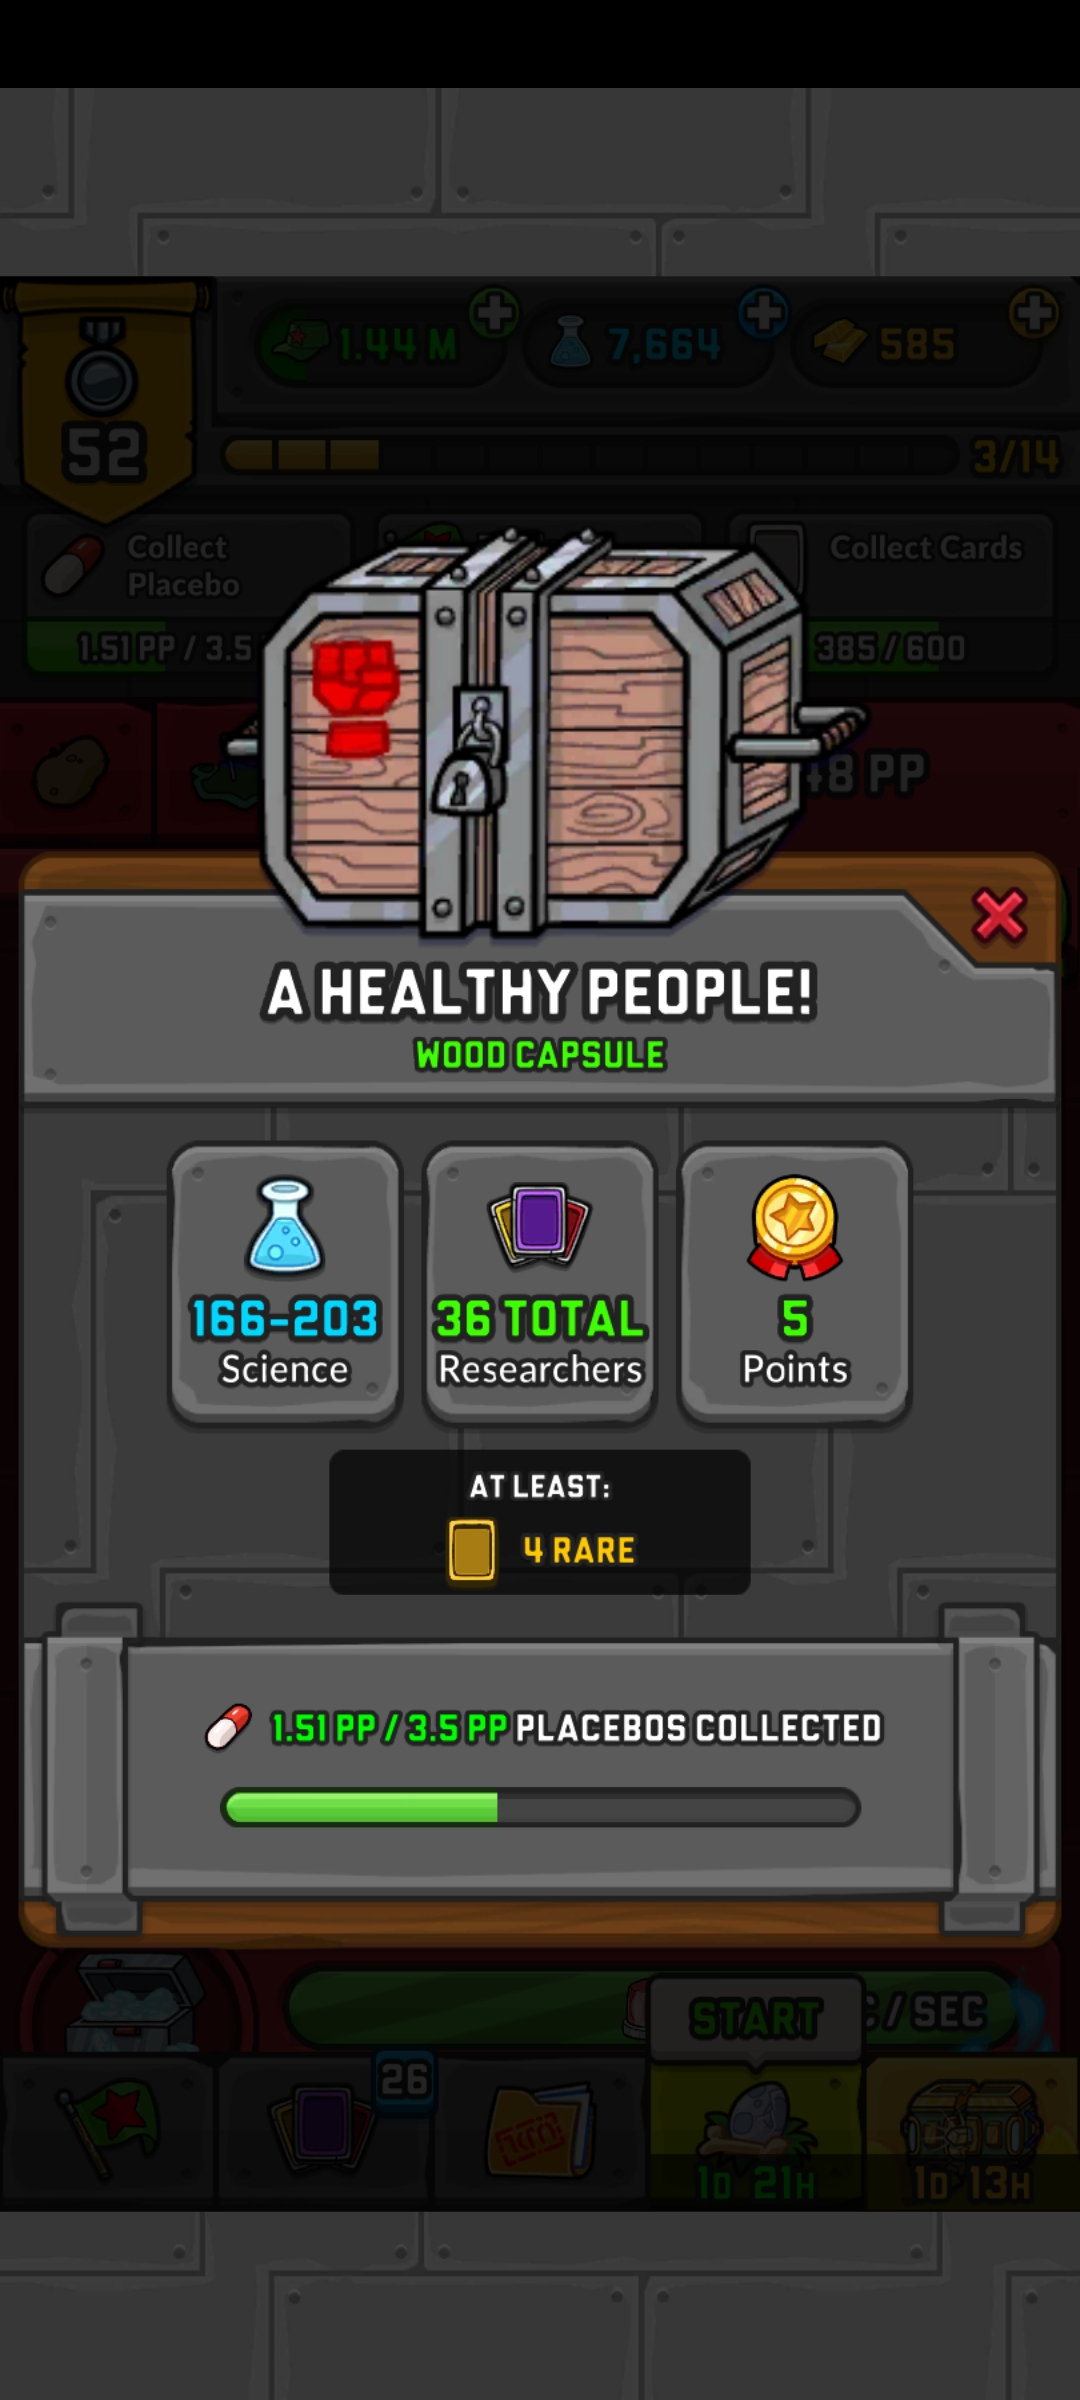 1.44 M
7,664
585
52
3/14
Collect
Placebo
Collect Cards
1.51 PP / 3.5
385/600
8 PP
A HEALTHY PEOPLE!
WOOD CAPSULE
166-203
Science
36 TOTAL
Researchers
5
Points
AT LEAST:
4 RARE
1.51 PP / 3.5 PP PLACEBOS COLLECTED
START
/SEC
26
1D 21H
1D 13H